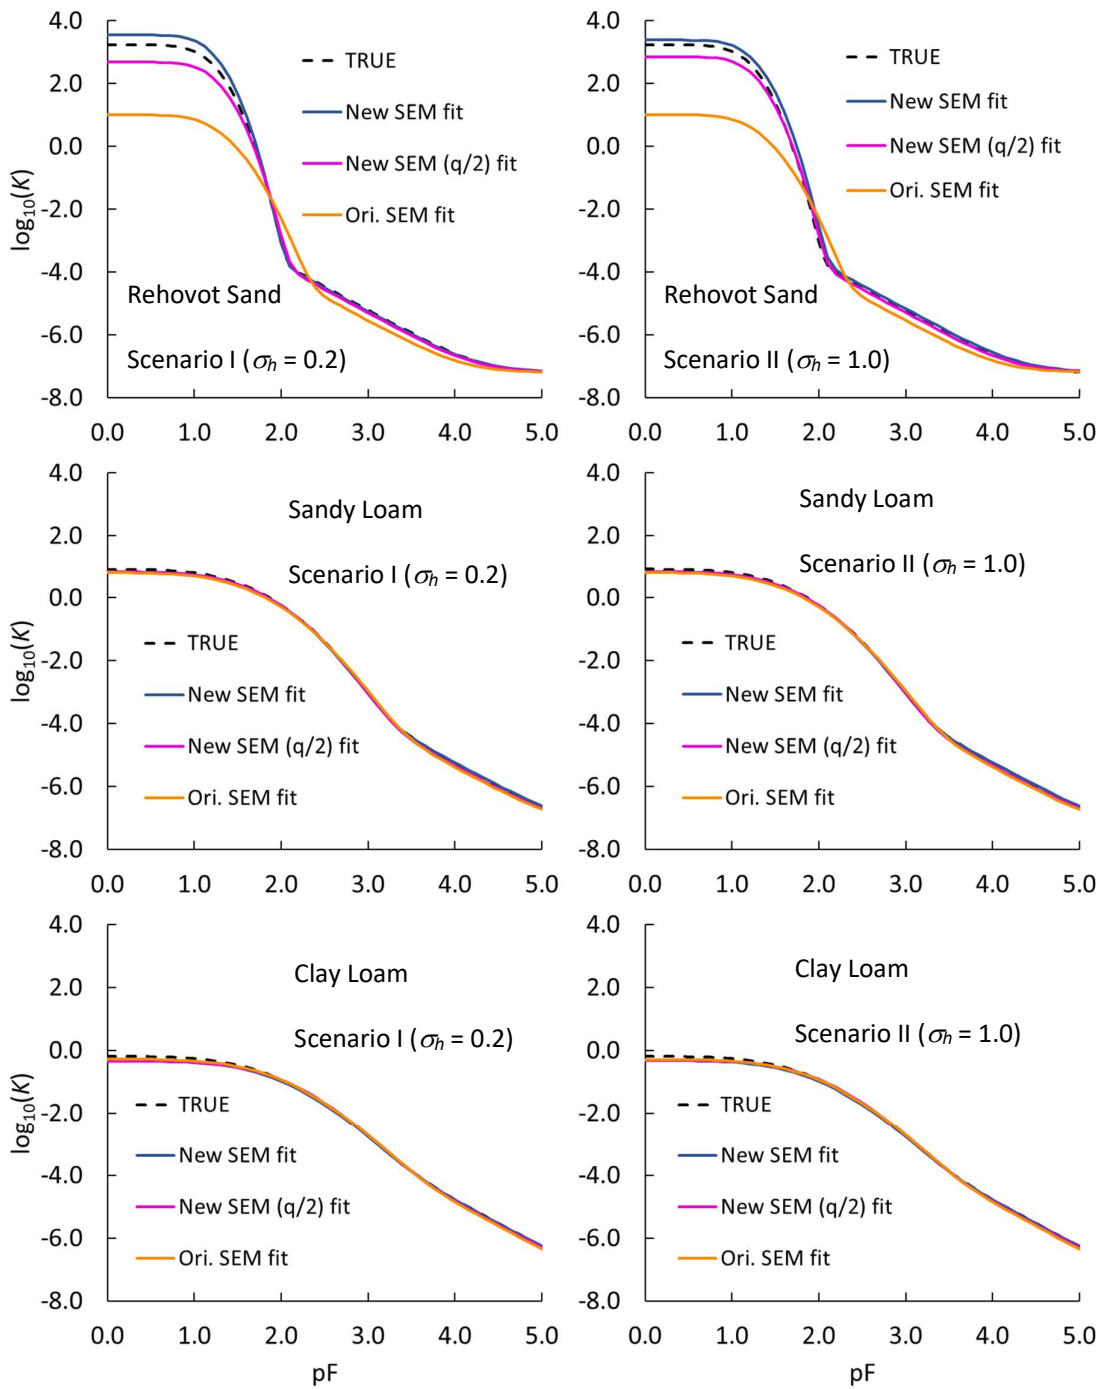 4.0
2.0
0.0
-2.0
-4.0
-6.0
-8.0
log10(K)
TRUE
New SEM fit
New SEM (q/2) fit
Ori. SEM fit
Rehovot Sand
Scenario I (σh = 0.2)
0.0 1.0 2.0 3.0 4.0 5.0
4.0
2.0
0.0
-2.0
-4.0
-6.0
-8.0
TRUE
New SEM fit
New SEM (q/2) fit
Ori. SEM fit
Rehovot Sand
Scenario II (σh = 1.0)
0.0 1.0 2.0 3.0 4.0 5.0
4.0
2.0
0.0
-2.0
-4.0
-6.0
-8.0
log10(K)
Sandy Loam
Scenario I (σh = 0.2)
TRUE
New SEM fit
New SEM (q/2) fit
Ori. SEM fit
0.0 1.0 2.0 3.0 4.0 5.0
4.0
2.0
0.0
-2.0
-4.0
-6.0
-8.0
Sandy Loam
Scenario II (σh = 1.0)
TRUE
New SEM fit
New SEM (q/2) fit
Ori. SEM fit
0.0 1.0 2.0 3.0 4.0 5.0
4.0
2.0
0.0
-2.0
-4.0
-6.0
-8.0
log10(K)
Clay Loam
Scenario I (σh = 0.2)
TRUE
New SEM fit
New SEM (q/2) fit
Ori. SEM fit
0.0 1.0 2.0 3.0 4.0 5.0
pF
4.0
2.0
0.0
-2.0
-4.0
-6.0
-8.0
Clay Loam
Scenario II (σh = 1.0)
TRUE
New SEM fit
New SEM (q/2) fit
Ori. SEM fit
0.0 1.0 2.0 3.0 4.0 5.0
pF